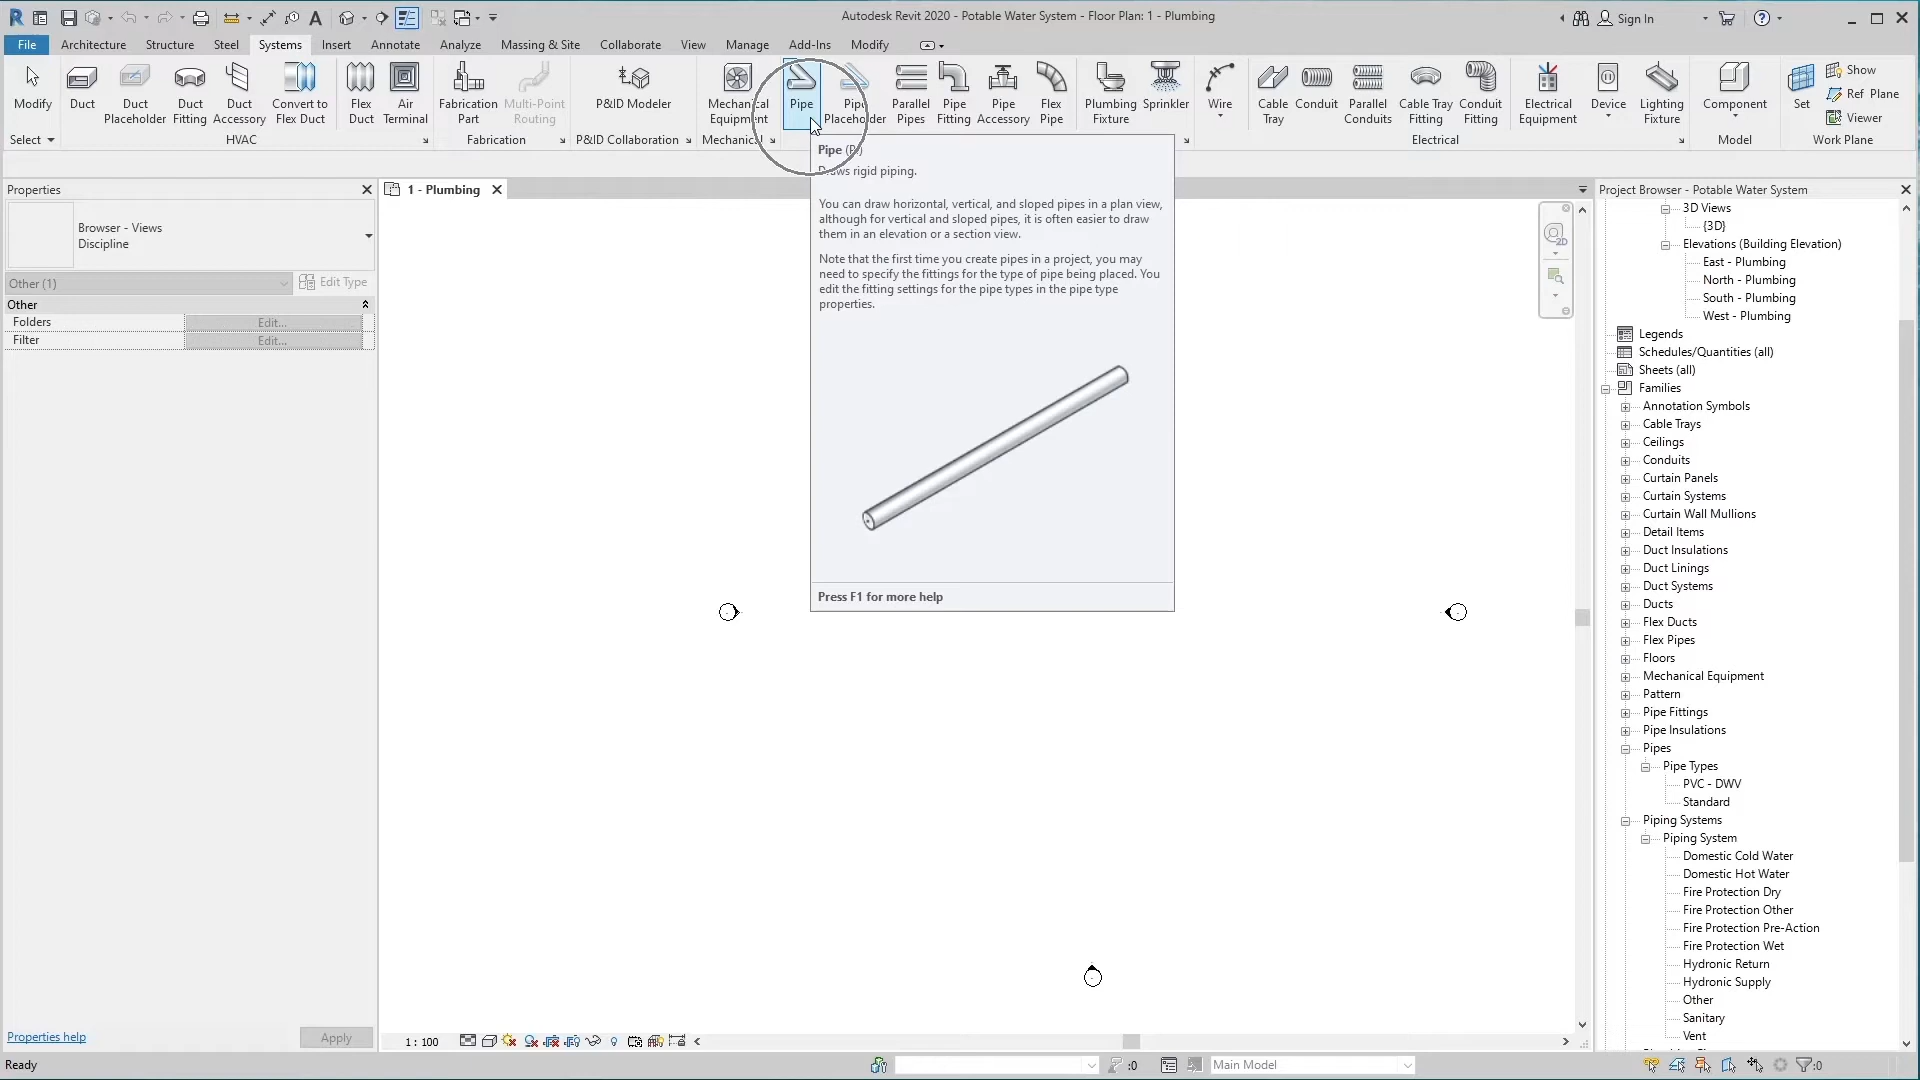 Autodesk Revit 2020 - Potable Water System - Floor Plan: 1 - Plumbing
Sign In
File Architecture Structure Steel Systems Insert Annotate Analyze Massing & Site Collaborate View Manage Add-Ins Modify
Modify
Duct
Duct Placeholder
Duct Fitting
Duct Accessory
Convert to Flex Duct
Flex Duct
Air Terminal
Fabrication Part
Multi-Point Routing
P&ID Modeler
Mechanical Equipment
Pipe
Pipe Placeholder
Parallel Pipes
Pipe Fitting
Pipe Accessory
Flex Pipe
Plumbing Fixture
Sprinkler
Wire
Cable Tray
Conduit
Parallel Conduits
Cable Tray Fitting
Conduit Fitting
Electrical Equipment
Device
Lighting Fixture
Component
Set
Show
Ref Plane
Viewer
Select
HVAC
Fabrication
P&ID Collaboration
Mechanical
Electrical
Model
Work Plane
Properties
Browser - Views
Discipline
Other (1)
Edit Type
Other
Folders Edit...
Filter Edit...
Properties help
Apply
1 - Plumbing
Pipe
Draws rigid piping.
You can draw horizontal, vertical, and sloped pipes in a plan view,
although for vertical and sloped pipes, it is often easier to draw
them in an elevation or a section view.
Note that the first time you create pipes in a project, you may
need to specify the fittings for the type of pipe being placed. You
edit the fitting settings for the pipe types in the pipe type
properties.
Press F1 for more help
2D
Project Browser - Potable Water System
3D Views
{3D}
Elevations (Building Elevation)
East - Plumbing
North - Plumbing
South - Plumbing
West - Plumbing
Legends
Schedules/Quantities (all)
Sheets (all)
Families
Annotation Symbols
Cable Trays
Ceilings
Conduits
Curtain Panels
Curtain Systems
Curtain Wall Mullions
Detail Items
Duct Insulations
Duct Linings
Duct Systems
Ducts
Flex Ducts
Flex Pipes
Floors
Mechanical Equipment
Pattern
Pipe Fittings
Pipe Insulations
Pipes
Pipe Types
PVC - DWV
Standard
Piping Systems
Piping System
Domestic Cold Water
Domestic Hot Water
Fire Protection Dry
Fire Protection Other
Fire Protection Pre-Action
Fire Protection Wet
Hydronic Return
Hydronic Supply
Other
Sanitary
Vent
1 : 100
Ready
:0
Main Model
:0